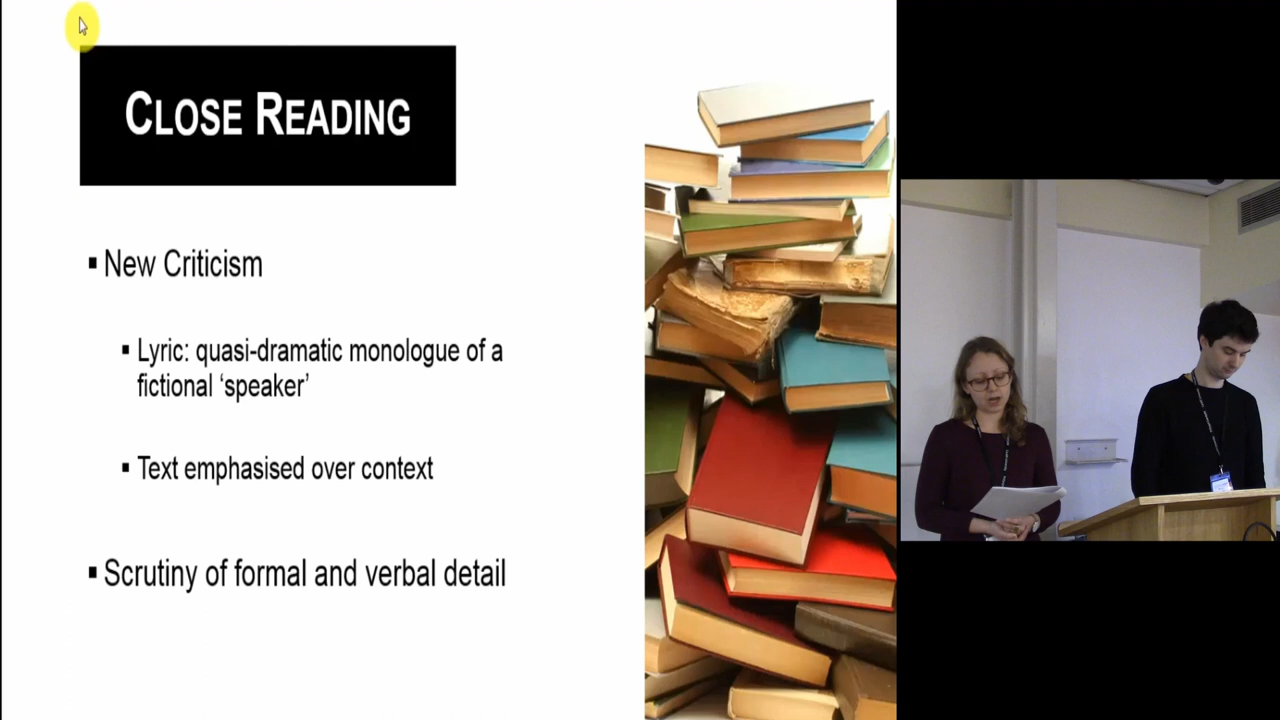 CLOSE READING
▪ New Criticism
▪ Lyric: quasi-dramatic monologue of a
fictional ‘speaker’
▪ Text emphasised over context
▪ Scrutiny of formal and verbal detail